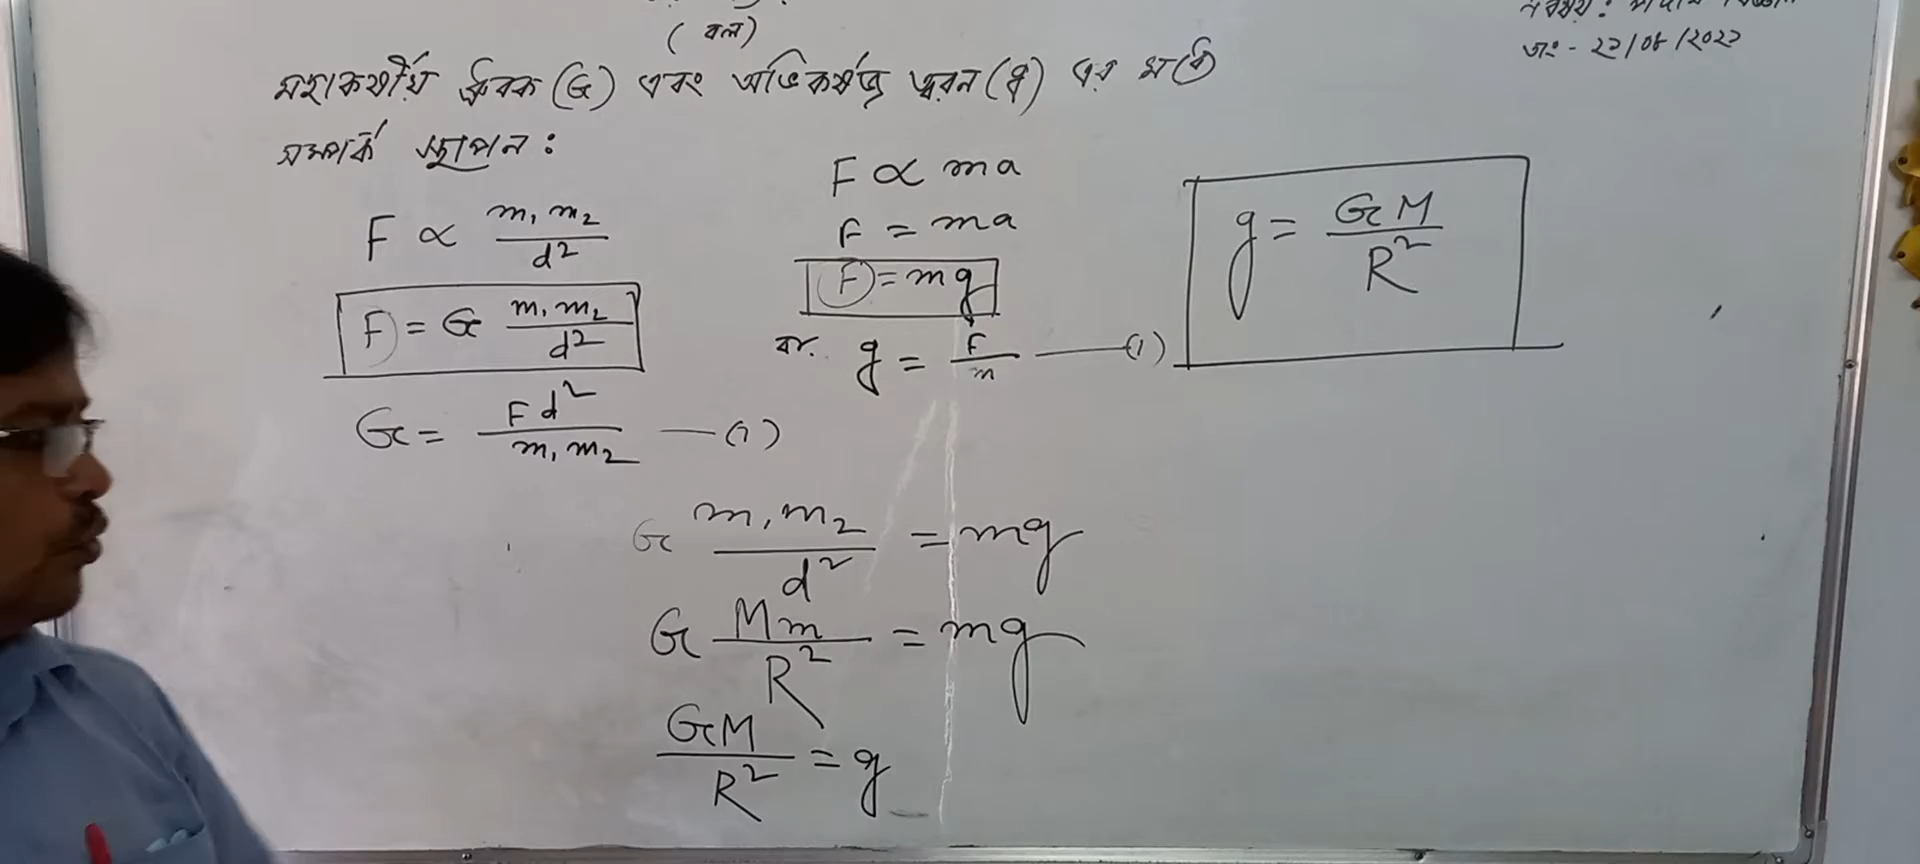 (বল)
তাং - ২২/০৮/২০২২
মহাকর্ষীয় ধ্রুবক (G) এবং অভিকর্ষজ ত্বরন (g) এর মধ্যে
সম্পর্ক স্থাপন :
F ∝ m₁m₂/d²
F = G m₁m₂/d²
G = Fd²/m₁m₂ —(১)
F ∝ ma
F = ma
F = mg
বা. g = F/m —(১)
g = GM/R²
G m₁m₂/d² = mg
G Mm/R² = mg
GM/R² = g